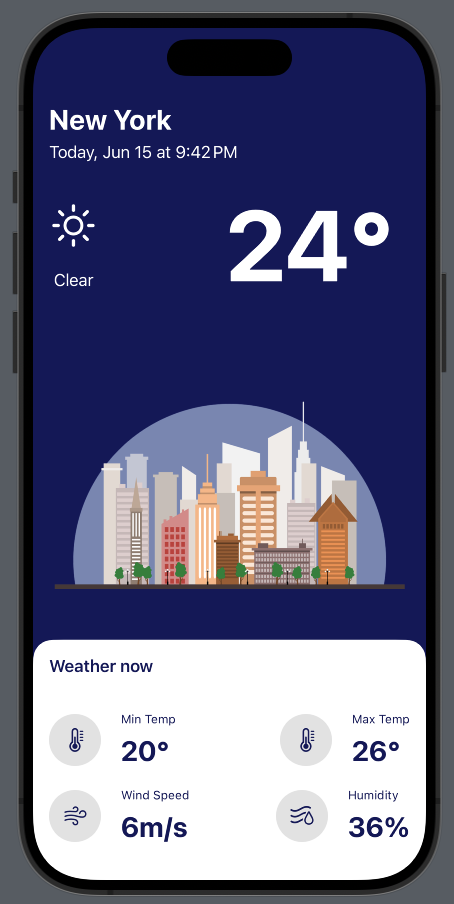 New York
Today, Jun 15 at 9:42 PM
24°
Clear
Weather now
Min Temp
20°
Max Temp
26°
Wind Speed
6m/s
Humidity
36%